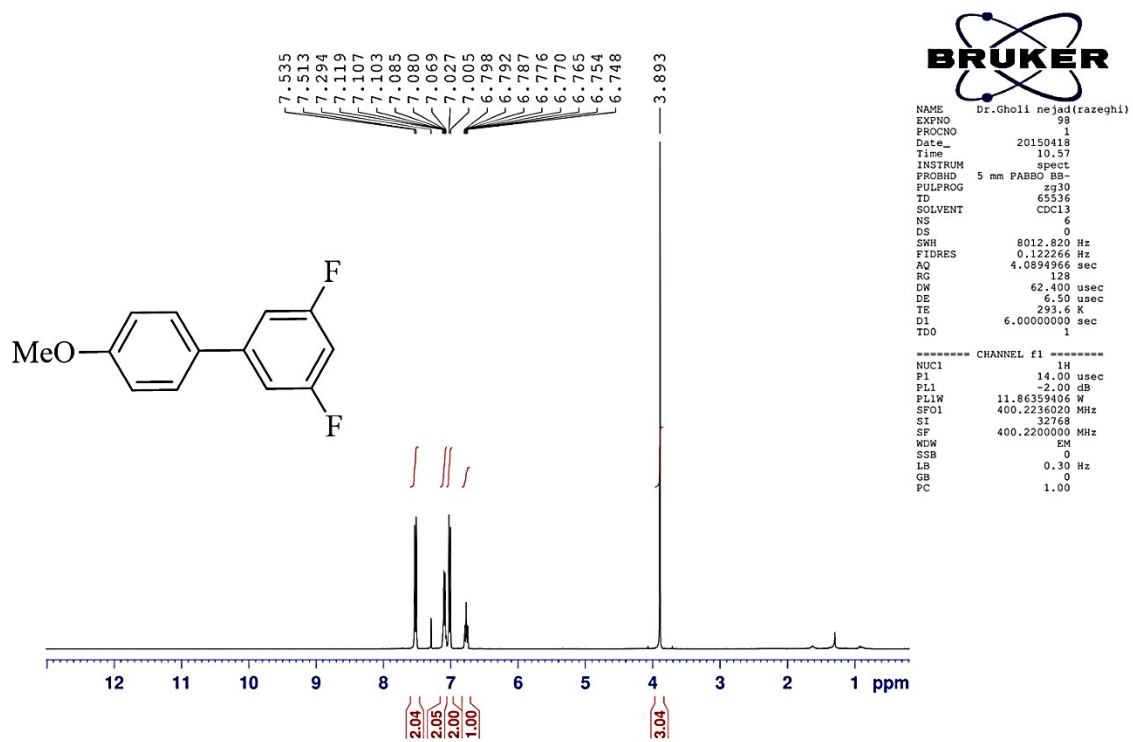 7.535
7.513
7.294
7.119
7.107
7.103
7.085
7.080
7.069
7.027
7.005
6.798
6.792
6.787
6.776
6.770
6.765
6.754
6.748
3.893
BRUKER
NAME Dr.Gholi nejad(razeghi)
EXPNO 98
PROCNO 1
Date_ 20150418
Time 10.57
INSTRUM spect
PROBHD 5 mm PABBO BB-
PULPROG zg30
TD 65536
SOLVENT CDCl3
NS 6
DS 0
SWH 8012.820 Hz
FIDRES 0.122266 Hz
AQ 4.0894966 sec
RG 128
DW 62.400 usec
DE 6.50 usec
TE 293.6 K
D1 6.00000000 sec
TD0 1
======== CHANNEL f1 ========
NUC1 1H
P1 14.00 usec
PL1 -2.00 dB
PL1W 11.86359406 W
SFO1 400.2236020 MHz
SI 32768
SF 400.2200000 MHz
WDW EM
SSB 0
LB 0.30 Hz
GB 0
PC 1.00
F
MeO
F
12 11 10 9 8 7 6 5 4 3 2 1 ppm
2.04
2.05
2.00
1.00
3.04